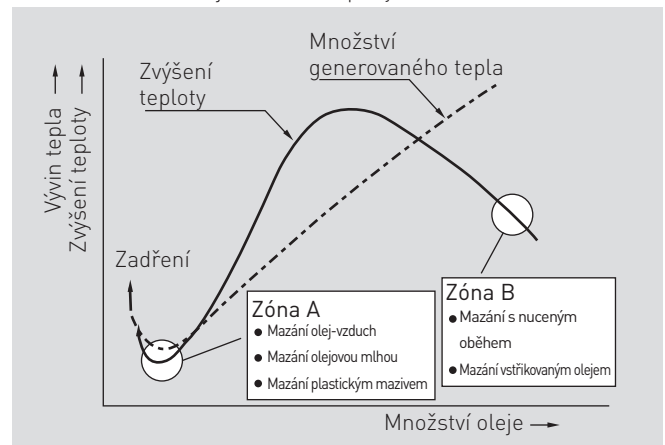 Množství
generovaného tepla
Zvýšení
teploty
Vývin tepla
Zvýšení teploty
Zadření
Zóna A
● Mazání olej-vzduch
● Mazání olejovou mlhou
● Mazání plastickým mazivem
Zóna B
● Mazání s nuceným
oběhem
● Mazání vstřikovaným olejem
Množství oleje